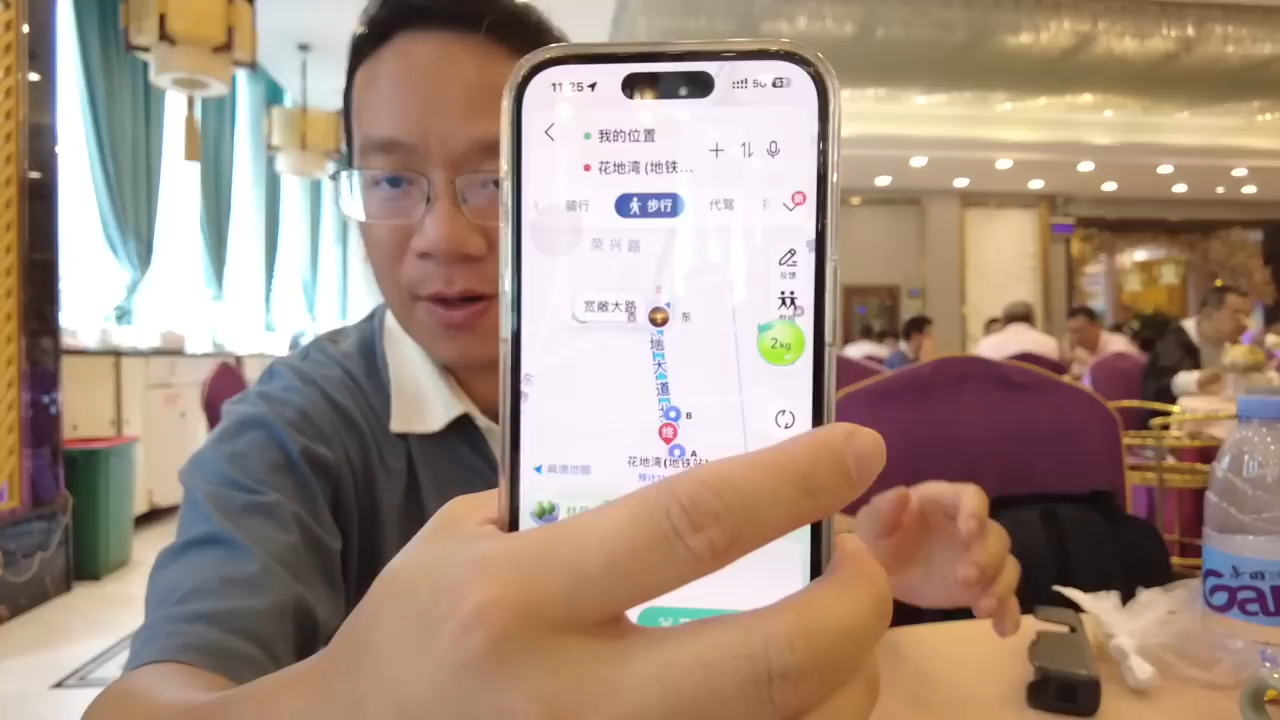 11:25
5G 57
我的位置
花地湾 (地铁...
骑行
步行
代驾
新
荣兴路
反馈
北
宽敞大路
东
2kg
地
大
道
B
终
A
花地湾(地铁站)
高德地图